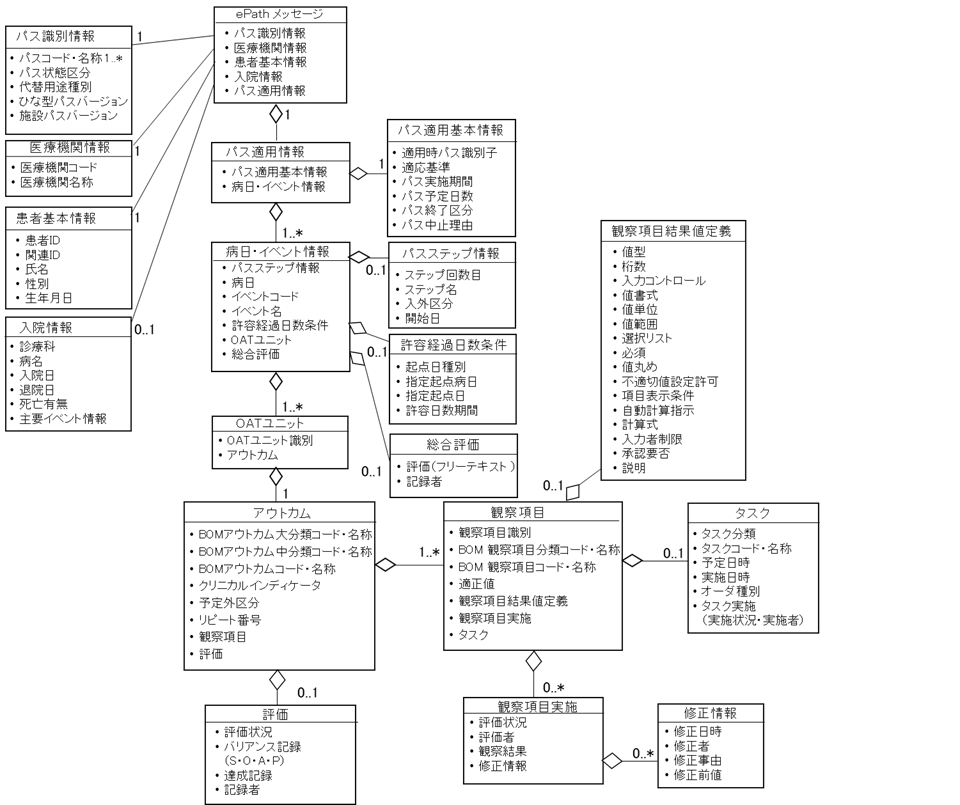 ePath メッセージ
• パス識別情報
• 医療機関情報
• 患者基本情報
• 入院情報
• パス適用情報
パス識別情報
• パスコード・名称1..*
• パス状態区分
• 代替用途種別
• ひな型パスバージョン
• 施設パスバージョン
1
医療機関情報
• 医療機関コード
• 医療機関名称
1
患者基本情報
• 患者ID
• 関連ID
• 氏名
• 性別
• 生年月日
1
入院情報
• 診療科
• 病名
• 入院日
• 退院日
• 死亡有無
• 主要イベント情報
0..1
1
パス適用情報
• パス適用基本情報
• 病日・イベント情報
1
パス適用基本情報
• 適用時パス識別子
• 適応基準
• パス実施期間
• パス予定日数
• パス終了区分
• パス中止理由
1..*
病日・イベント情報
• パスステップ情報
• 病日
• イベントコード
• イベント名
• 許容経過日数条件
• OATユニット
• 総合評価
0..1
パスステップ情報
• ステップ回数目
• ステップ名
• 入外区分
• 開始日
0..1
許容経過日数条件
• 起点日種別
• 指定起点病日
• 指定起点日
• 許容日数期間
0..1
総合評価
• 評価(フリーテキスト)
• 記録者
1..*
OATユニット
• OATユニット識別
• アウトカム
1
アウトカム
• BOMアウトカム大分類コード・名称
• BOMアウトカム中分類コード・名称
• BOMアウトカムコード・名称
• クリニカルインディケータ
• 予定外区分
• リピート番号
• 観察項目
• 評価
0..1
評価
• 評価状況
• バリアンス記録
(S・O・A・P)
• 達成記録
• 記録者
1..*
観察項目
• 観察項目識別
• BOM 観察項目分類コード・名称
• BOM 観察項目コード・名称
• 適正値
• 観察項目結果値定義
• 観察項目実施
• タスク
0..1
観察項目結果値定義
• 値型
• 桁数
• 入力コントロール
• 値書式
• 値単位
• 値範囲
• 選択リスト
• 必須
• 値丸め
• 不適切値設定許可
• 項目表示条件
• 自動計算指示
• 計算式
• 入力者制限
• 承認要否
• 説明
0..1
タスク
• タスク分類
• タスクコード・名称
• 予定日時
• 実施日時
• オーダ種別
• タスク実施
(実施状況・実施者)
0..*
観察項目実施
• 評価状況
• 評価者
• 観察結果
• 修正情報
0..*
修正情報
• 修正日時
• 修正者
• 修正事由
• 修正前値